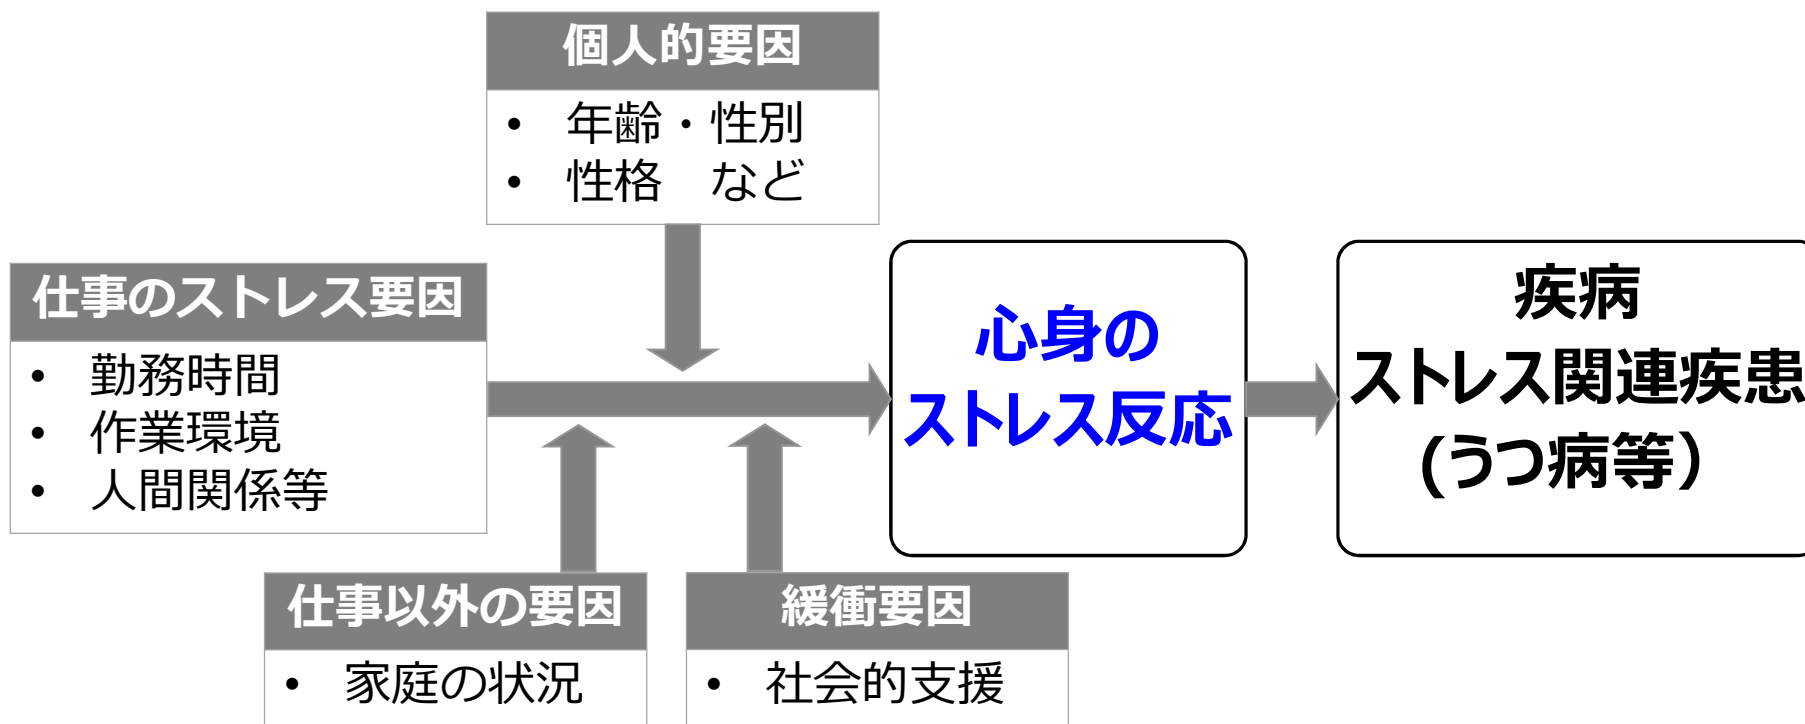 個人的要因
• 年齢・性別
• 性格　など
仕事のストレス要因
• 勤務時間
• 作業環境
• 人間関係等
心身の
ストレス反応
疾病
ストレス関連疾患
(うつ病等）
仕事以外の要因
• 家庭の状況
緩衝要因
• 社会的支援